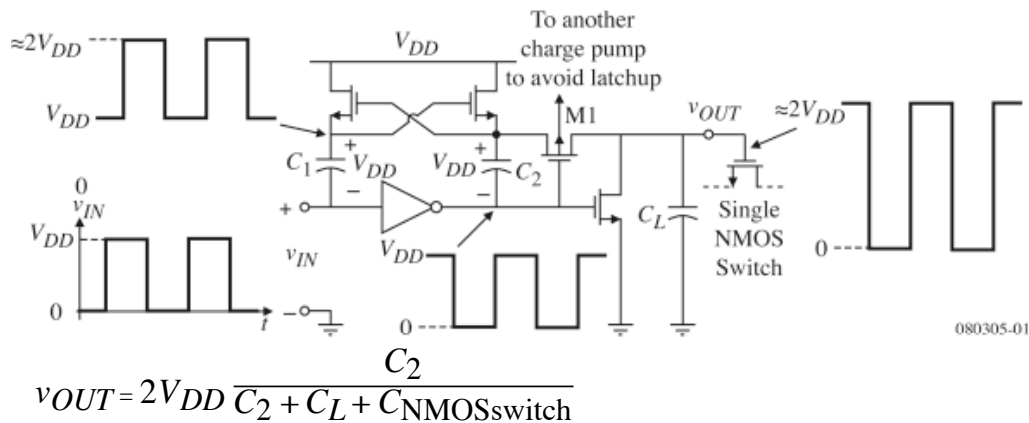 To another
charge pump
to avoid latchup
≈2V_DD
V_DD
V_DD
M1
v_OUT
≈2V_DD
0
v_IN
V_DD
0
t
C_1
+
V_DD
−
V_DD
+
C_2
−
+
v_IN
−
V_DD
0
C_L
Single
NMOS
Switch
0
080305-01
v_OUT = 2V_DD C_2 / (C_2 + C_L + C_NMOSswitch)